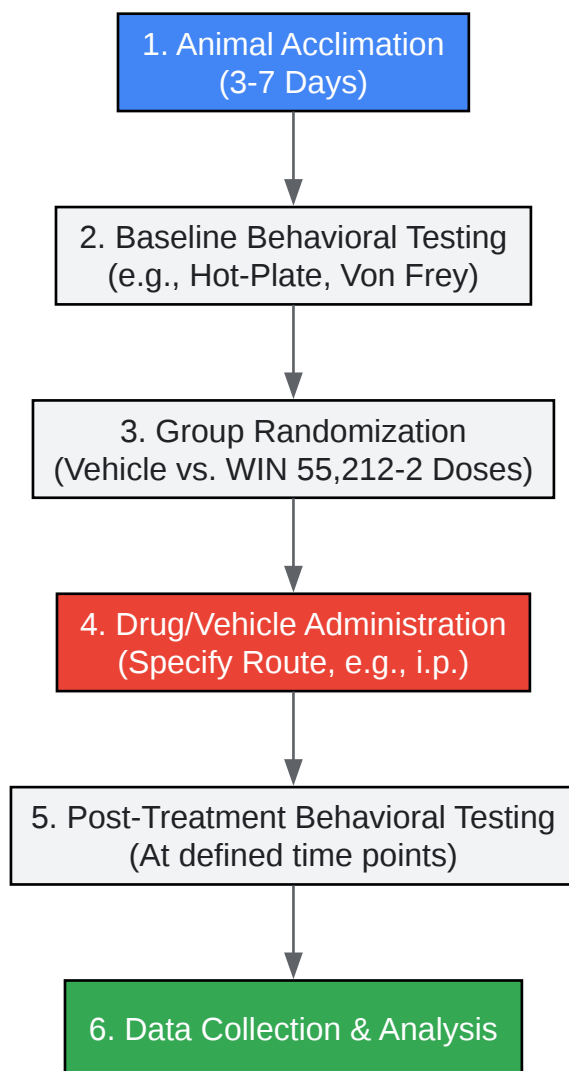 1. Animal Acclimation
(3-7 Days)
2. Baseline Behavioral Testing
(e.g., Hot-Plate, Von Frey)
3. Group Randomization
(Vehicle vs. WIN 55,212-2 Doses)
4. Drug/Vehicle Administration
(Specify Route, e.g., i.p.)
5. Post-Treatment Behavioral Testing
(At defined time points)
6. Data Collection & Analysis